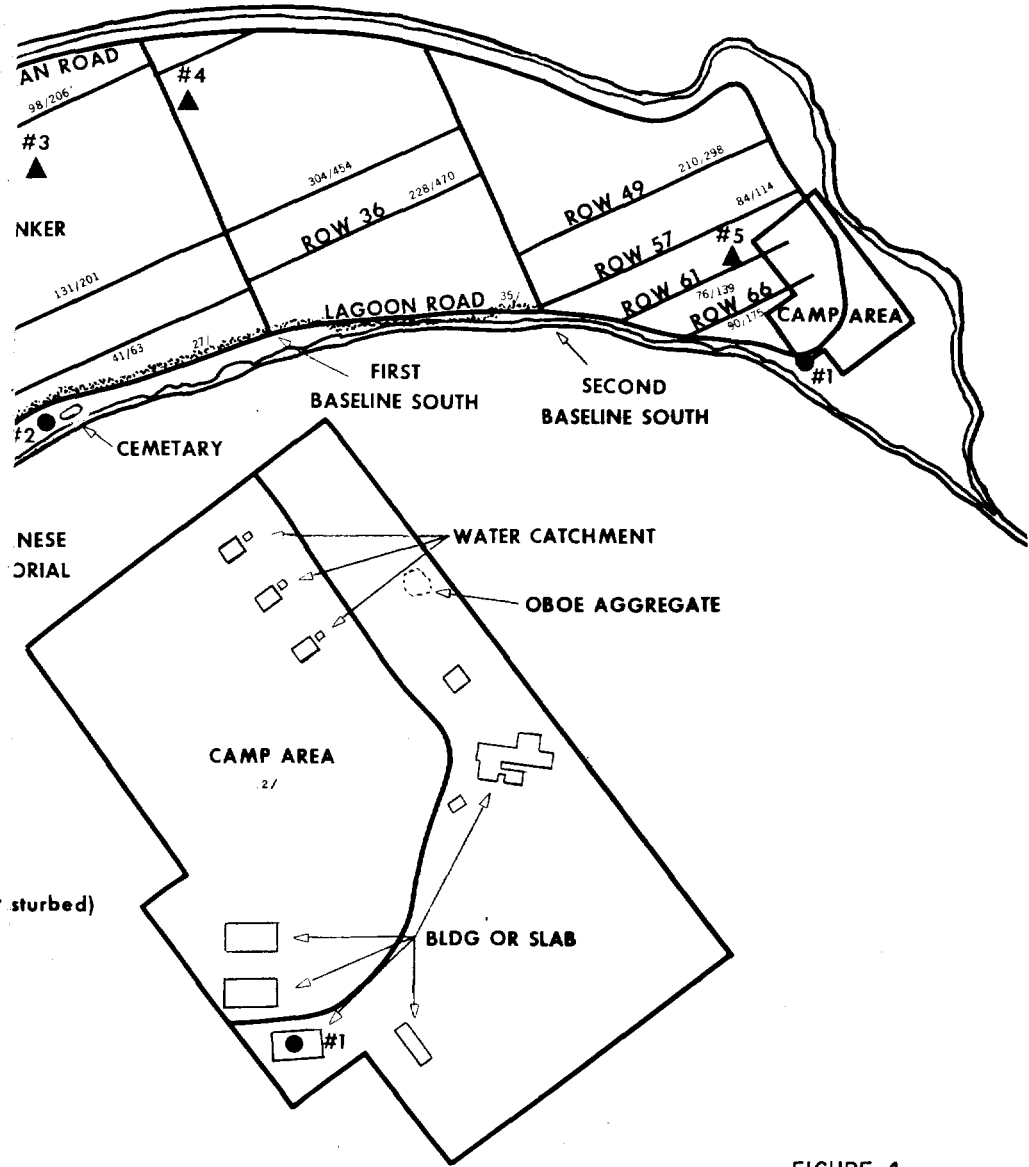 AN ROAD
98/206'
#4
#3
NKER
304/454
228/470
ROW 36
131/201
41/63
27/
LAGOON ROAD
35/
210/298
ROW 49
84/114
ROW 57
#5
ROW 61
76/139
ROW 66
90/175
CAMP AREA
#1
FIRST
BASELINE SOUTH
SECOND
BASELINE SOUTH
#2
CEMETARY
NESE
ORIAL
WATER CATCHMENT
OBOE AGGREGATE
CAMP AREA
2/
sturbed)
BLDG OR SLAB
#1
FIGURE 4